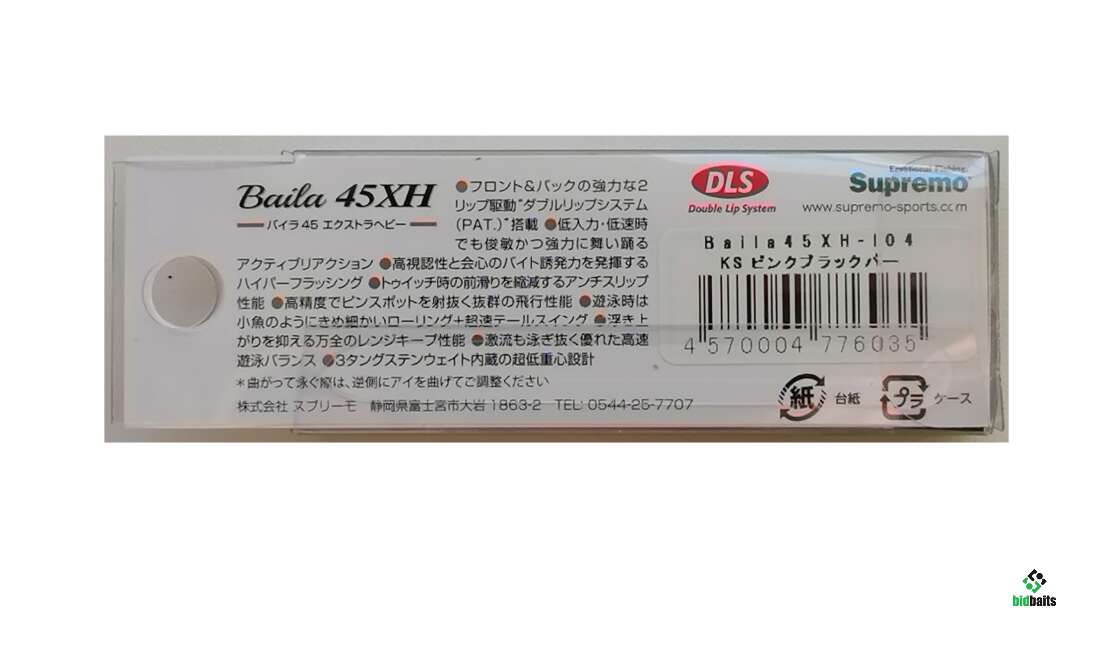 Baila 45XH
バイラ45 エクストラヘビー
●フロント&バックの強力な2
リップ駆動"ダブルリップシステム
(PAT.)"搭載 ●低入力・低速時
でも俊敏かつ強力に舞い踊る
アクティブリアクション ●高視認性と会心のバイト誘発力を発揮する
ハイパーフラッシング ●トゥイッチ時の前滑りを縮減するアンチスリップ
性能 ●高精度でピンスポットを射抜く抜群の飛行性能 ●遊泳時は
小魚のようにきめ細かいローリング+超速テールスイング ●浮き上
がりを抑える万全のレンジキープ性能 ●激流も泳ぎ抜く優れた高速
遊泳バランス ●3タングステンウェイト内蔵の超低重心設計
*曲がって泳ぐ際は、逆側にアイを曲げてご調整ください
株式会社 スプリーモ 静岡県富士宮市大岩1863-2 TEL: 0544-25-7707
DLS
Double Lip System
Emotional Fishing.
Supremo
www.supremo-sports.com
Baila45XH-104
KSピンクブラックバー
4 570004 776035
紙 台紙
プラ ケース
bidbaits